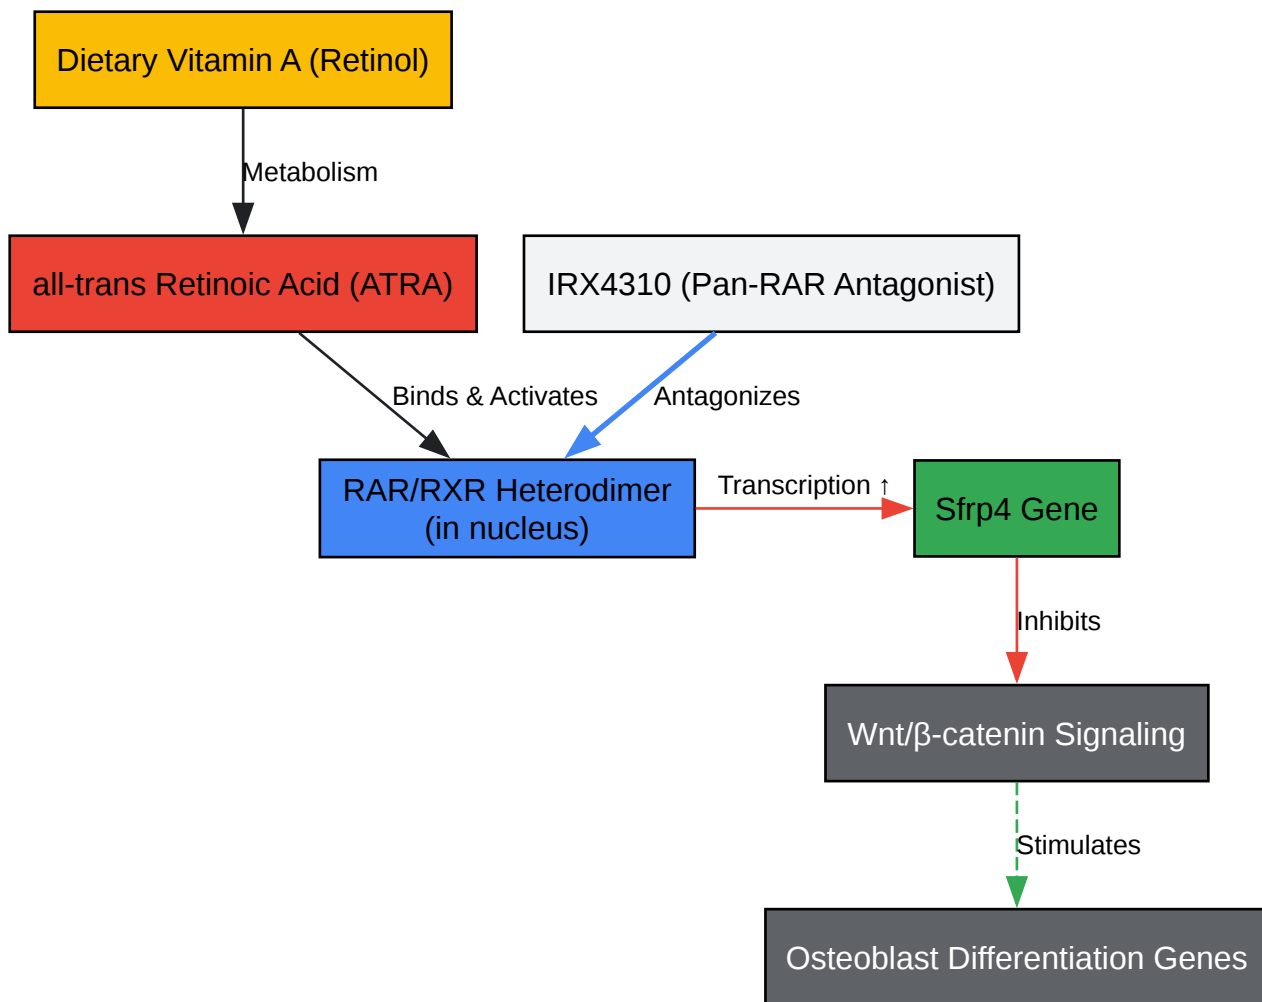 Dietary Vitamin A (Retinol)
Metabolism
all-trans Retinoic Acid (ATRA)
IRX4310 (Pan-RAR Antagonist)
Binds & Activates
Antagonizes
RAR/RXR Heterodimer
(in nucleus)
Transcription ↑
Sfrp4 Gene
Inhibits
Wnt/β-catenin Signaling
Stimulates
Osteoblast Differentiation Genes